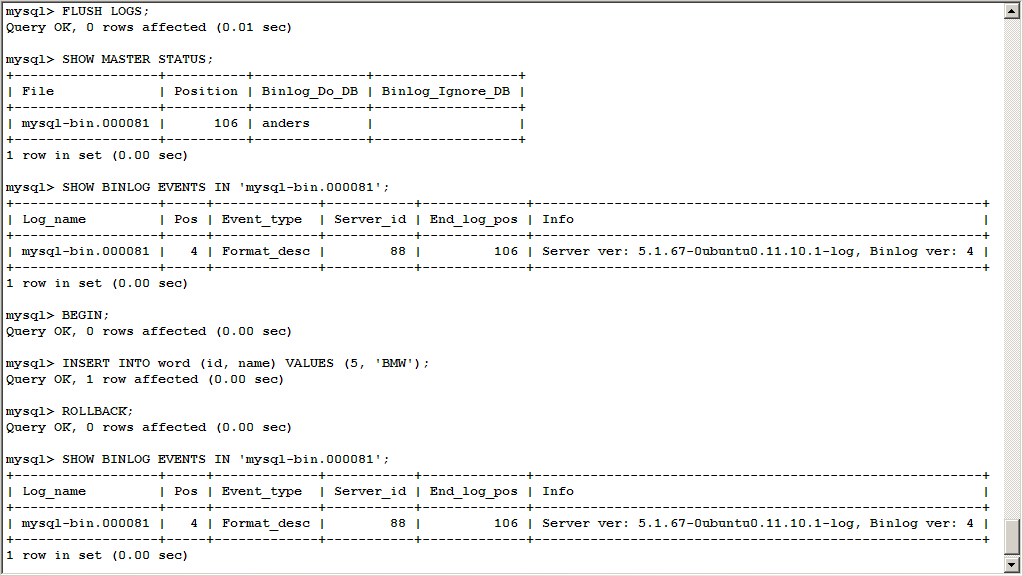 mysql> FLUSH LOGS;
Query OK, 0 rows affected (0.01 sec)
mysql> SHOW MASTER STATUS;
+------------------+----------+--------------+------------------+
| File             | Position | Binlog_Do_DB | Binlog_Ignore_DB |
+------------------+----------+--------------+------------------+
| mysql-bin.000081 |      106 | anders       |                  |
+------------------+----------+--------------+------------------+
1 row in set (0.00 sec)
mysql> SHOW BINLOG EVENTS IN 'mysql-bin.000081';
+------------------+-----+-------------+-----------+-------------+--------------------------------------------------------+
| Log_name         | Pos | Event_type  | Server_id | End_log_pos | Info                                                   |
+------------------+-----+-------------+-----------+-------------+--------------------------------------------------------+
| mysql-bin.000081 |   4 | Format_desc |        88 |         106 | Server ver: 5.1.67-0ubuntu0.11.10.1-log, Binlog ver: 4 |
+------------------+-----+-------------+-----------+-------------+--------------------------------------------------------+
1 row in set (0.00 sec)
mysql> BEGIN;
Query OK, 0 rows affected (0.00 sec)
mysql> INSERT INTO word (id, name) VALUES (5, 'BMW');
Query OK, 1 row affected (0.00 sec)
mysql> ROLLBACK;
Query OK, 0 rows affected (0.00 sec)
mysql> SHOW BINLOG EVENTS IN 'mysql-bin.000081';
+------------------+-----+-------------+-----------+-------------+--------------------------------------------------------+
| Log_name         | Pos | Event_type  | Server_id | End_log_pos | Info                                                   |
+------------------+-----+-------------+-----------+-------------+--------------------------------------------------------+
| mysql-bin.000081 |   4 | Format_desc |        88 |         106 | Server ver: 5.1.67-0ubuntu0.11.10.1-log, Binlog ver: 4 |
+------------------+-----+-------------+-----------+-------------+--------------------------------------------------------+
1 row in set (0.00 sec)